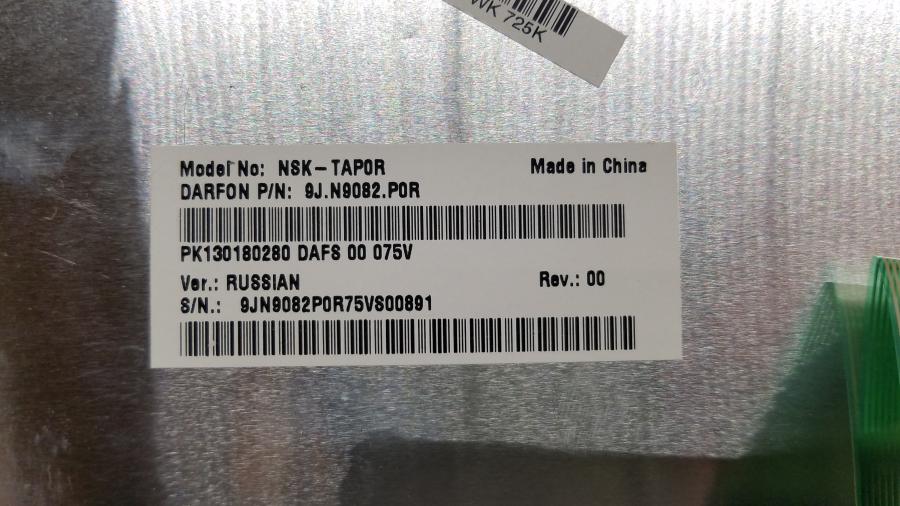 WK 725K
Model No: NSK-TAP0R
Made in China
DARFON P/N: 9J.N9082.P0R
PK130180280 DAFS 00 075V
Ver.: RUSSIAN
Rev.: 00
S/N.: 9JN9082P0R75VS00891